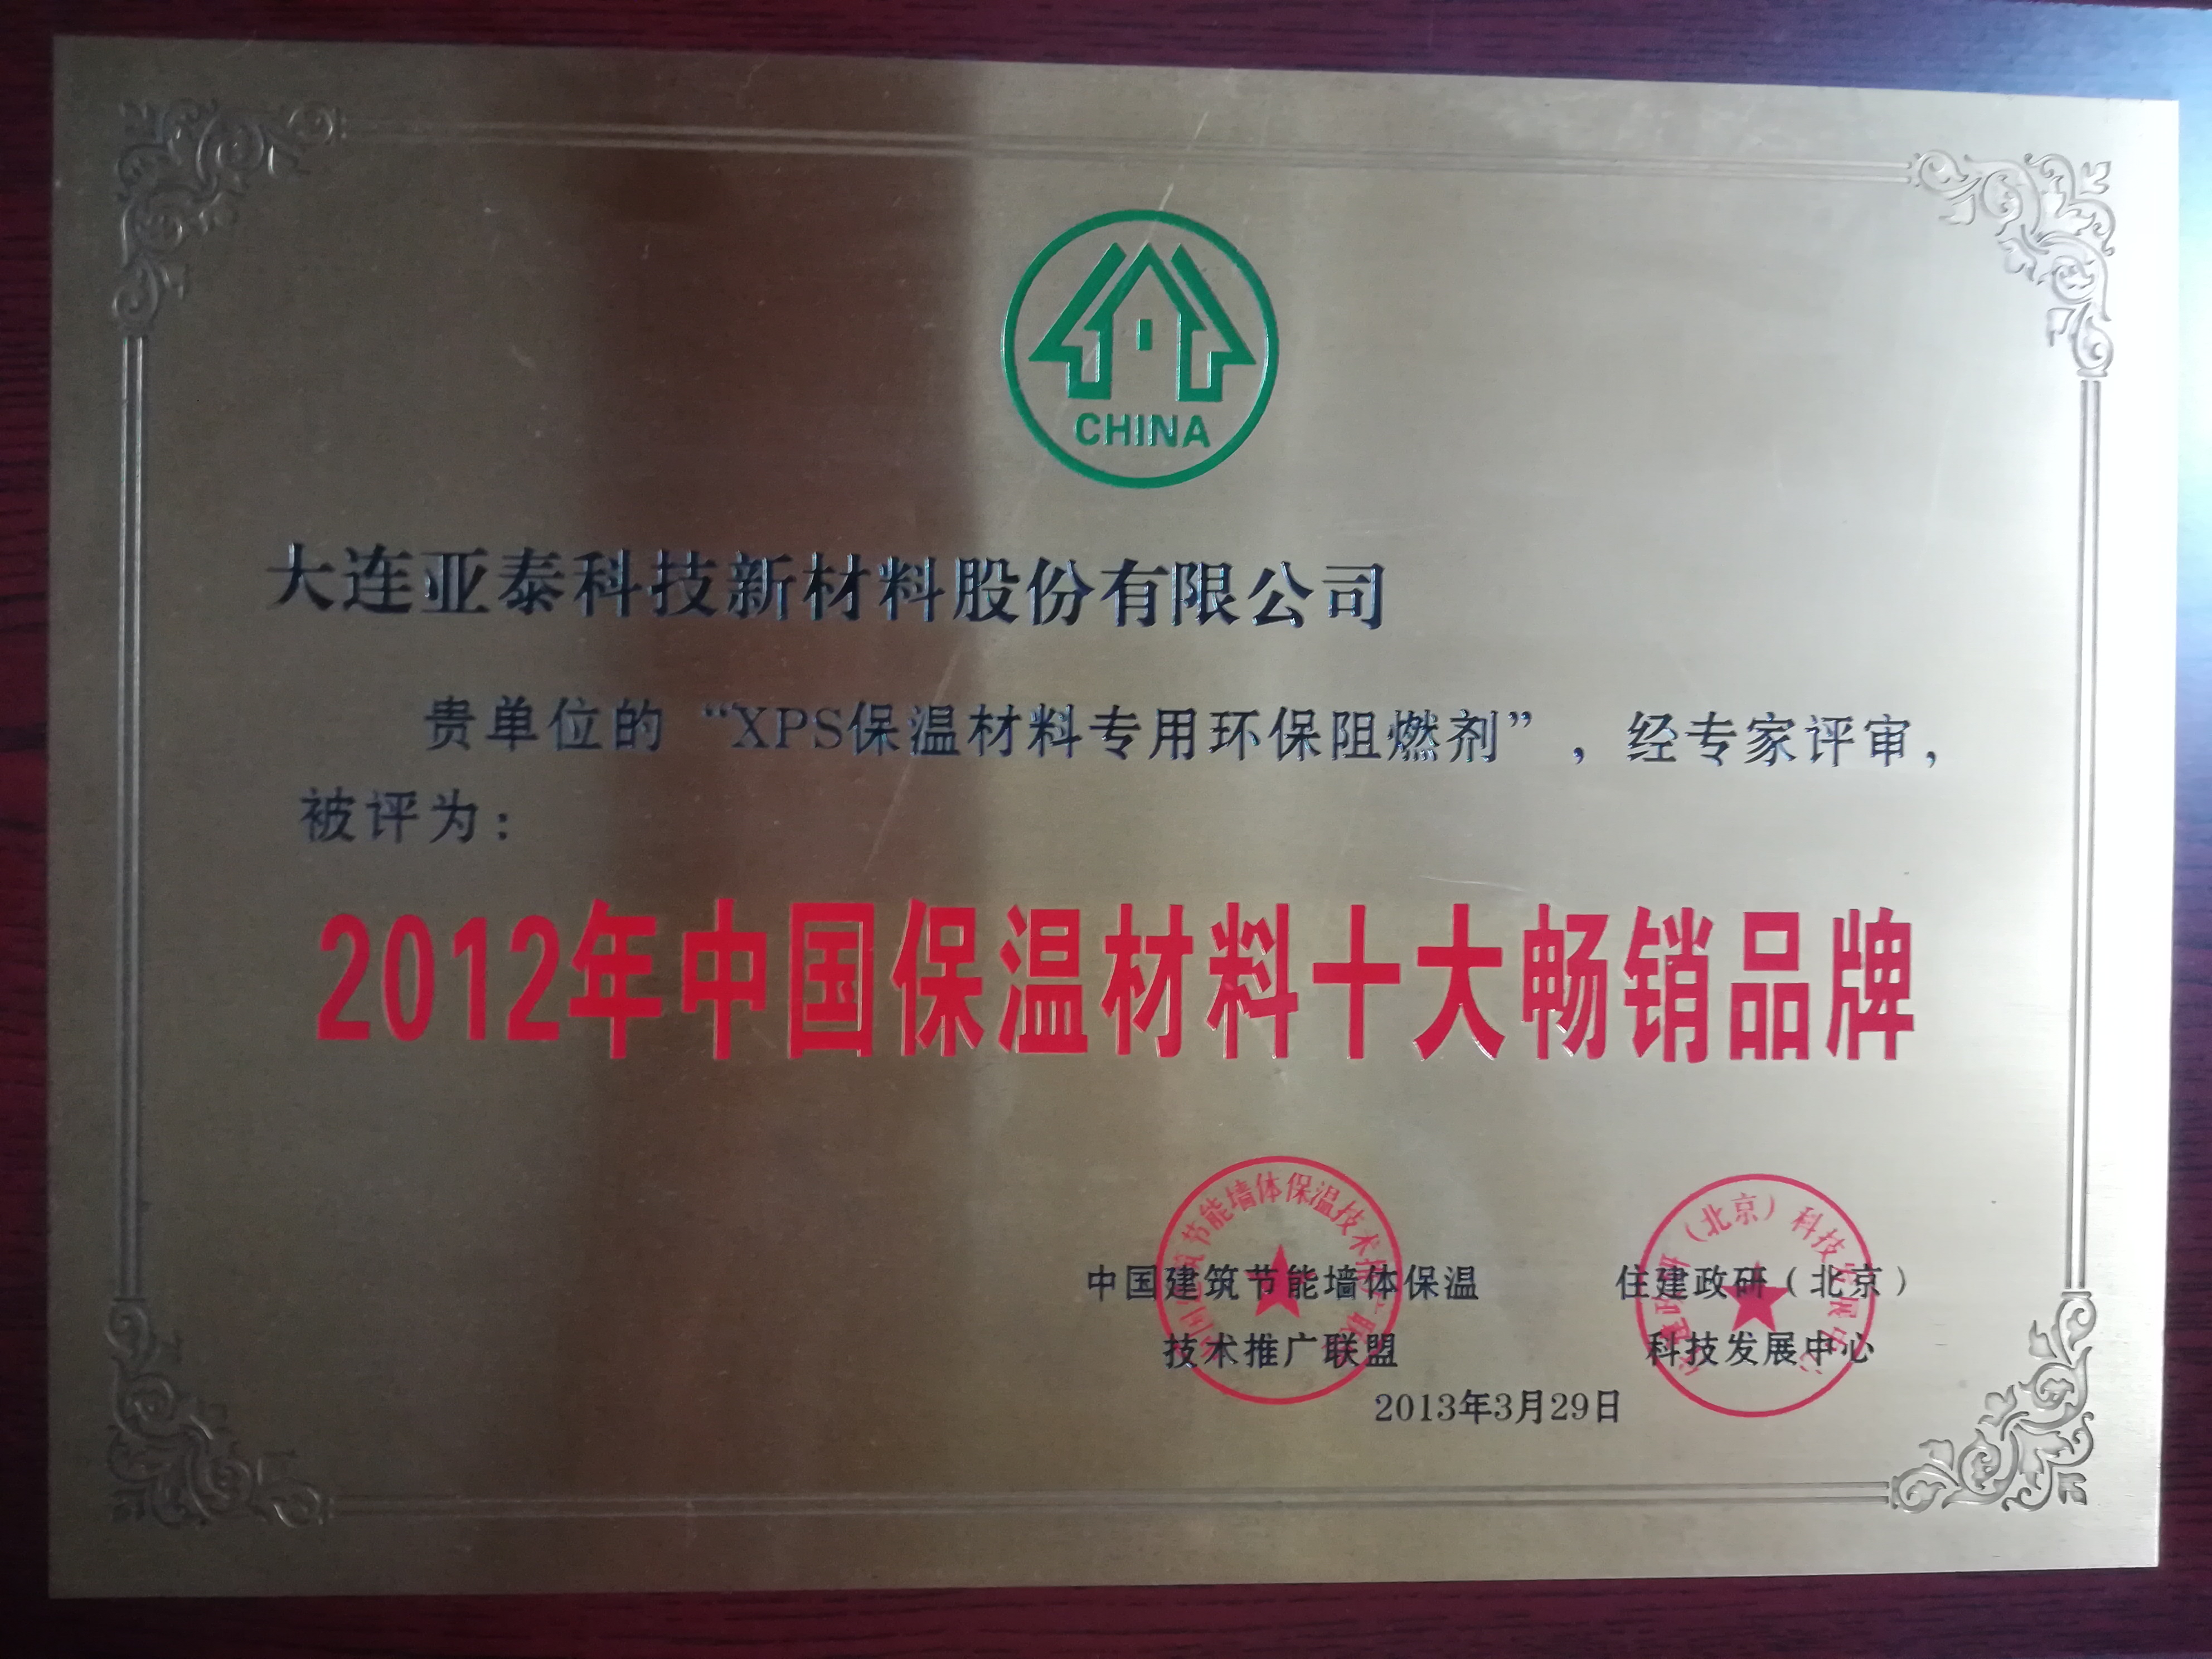 CHINA
大连亚泰科技新材料股份有限公司
贵单位的“XPS保温材料专用环保阻燃剂”，经专家评审，
被评为：
2012年中国保温材料十大畅销品牌
中国建筑节能墙体保温
技术推广联盟
住建政研（北京）
科技发展中心
2013年3月29日